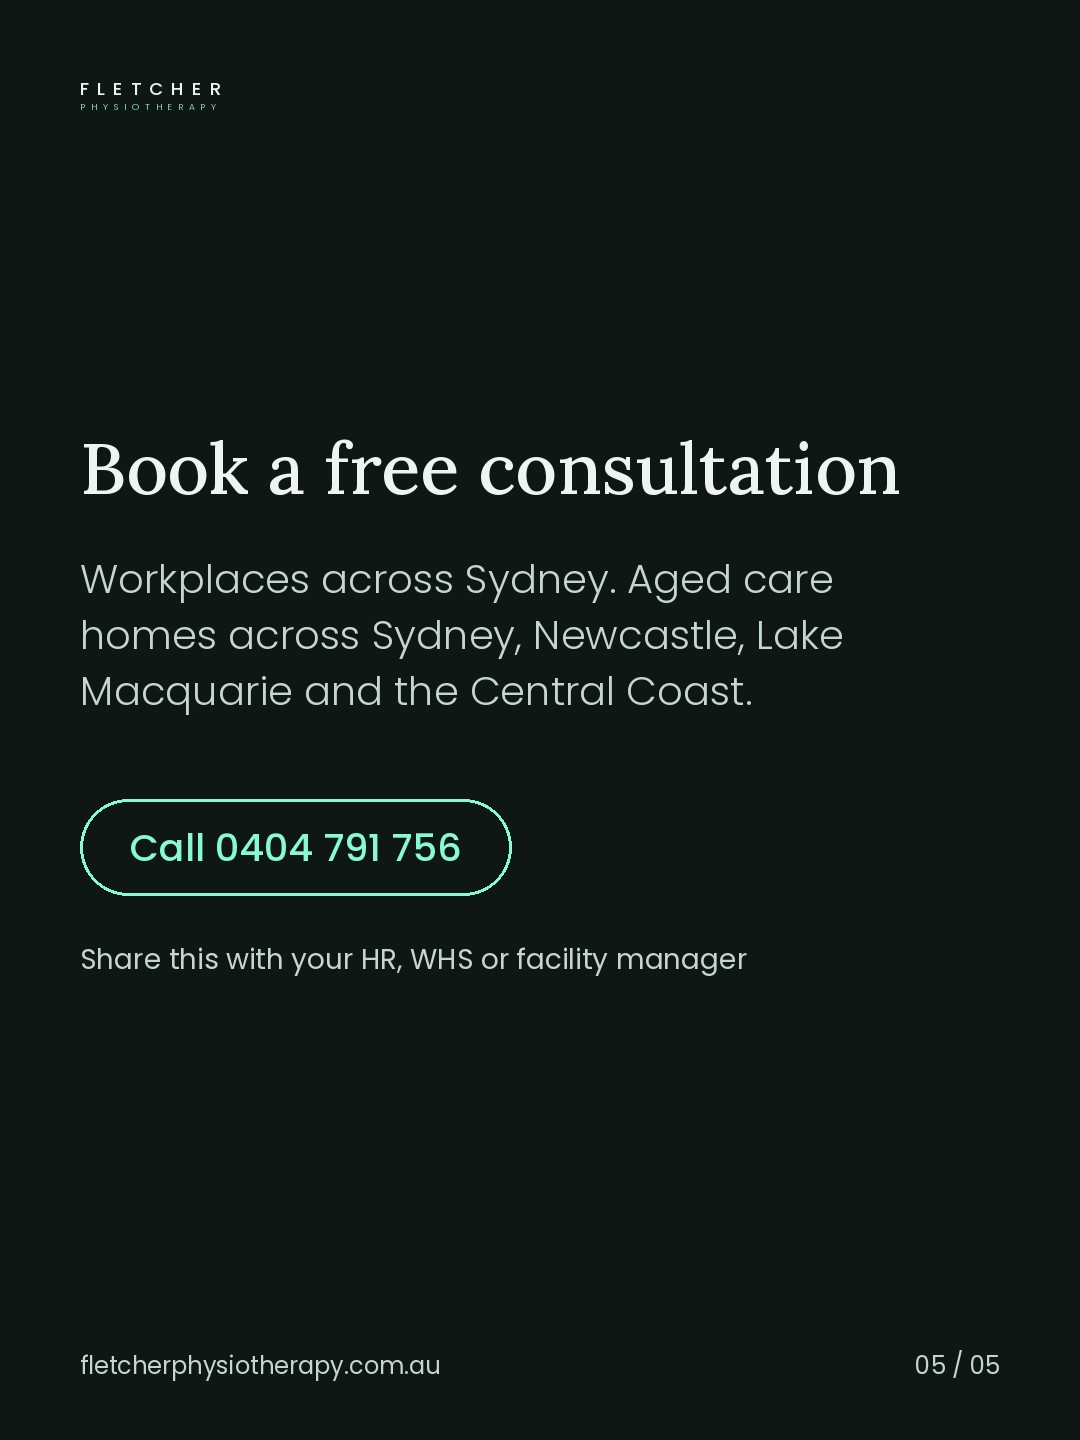 FLETCHER
PHYSIOTHERAPY
Book a free consultation
Workplaces across Sydney. Aged care
homes across Sydney, Newcastle, Lake
Macquarie and the Central Coast.
Call 0404 791 756
Share this with your HR, WHS or facility manager
fletcherphysiotherapy.com.au
05 / 05